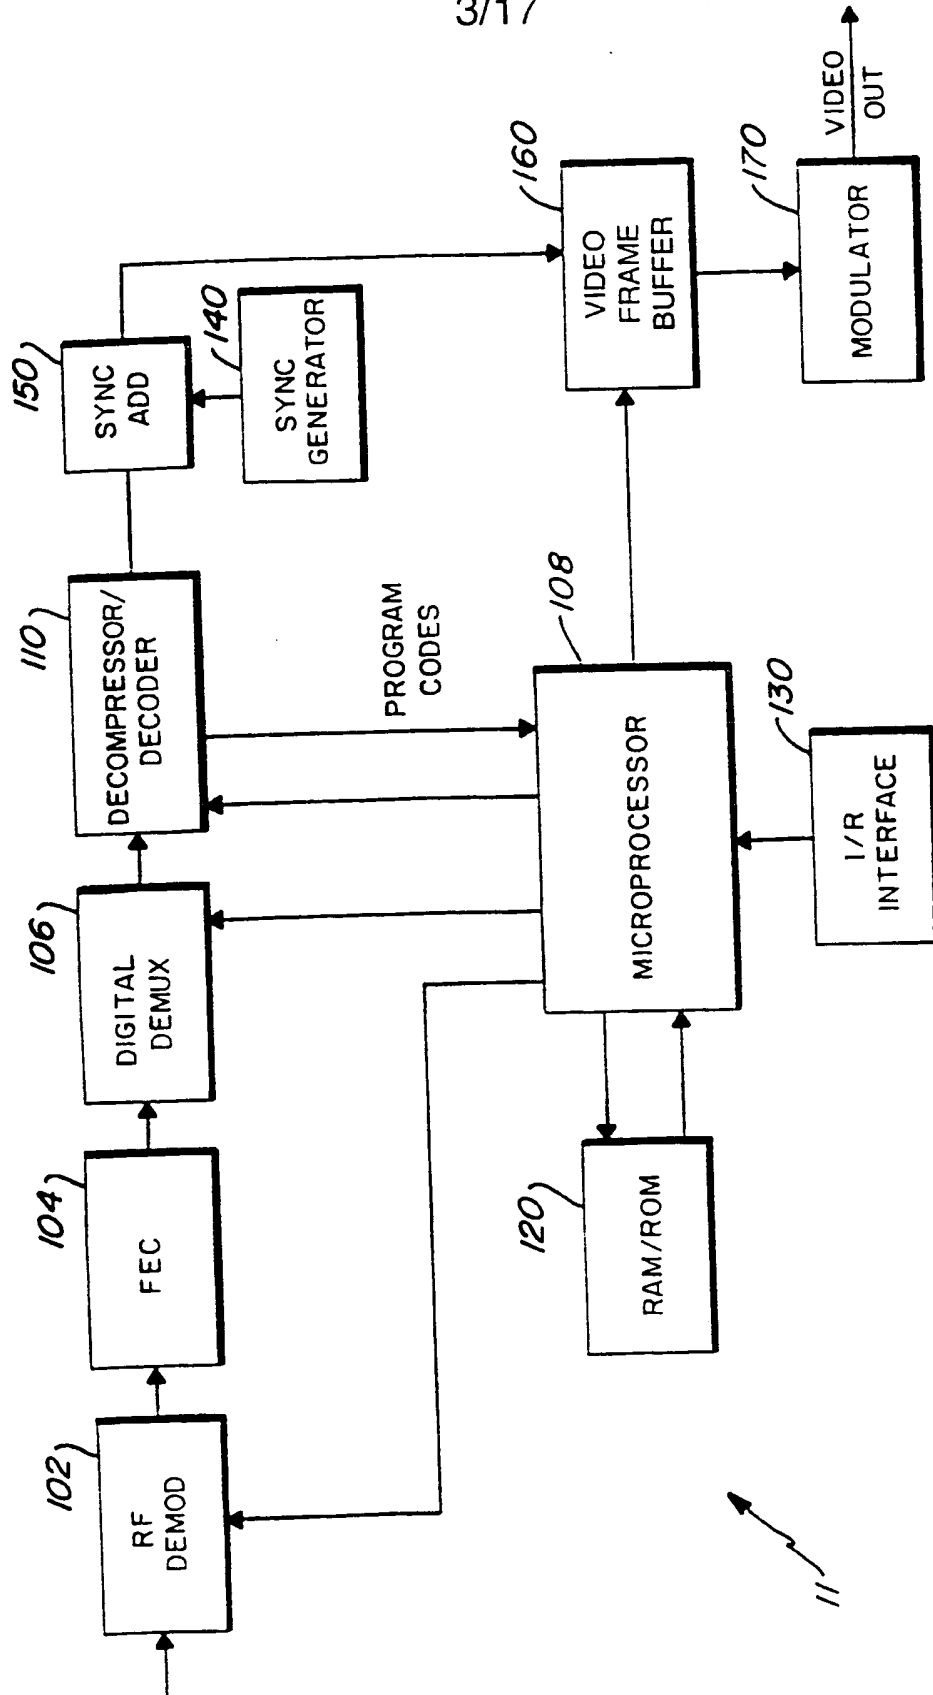 3/17
102
RF
DEMOD
104
FEC
106
DIGITAL
DEMUX
110
DECOMPRESSOR/
DECODER
150
SYNC
ADD
140
SYNC
GENERATOR
PROGRAM
CODES
108
MICROPROCESSOR
120
RAM/ROM
130
I/R
INTERFACE
160
VIDEO
FRAME
BUFFER
170
MODULATOR
VIDEO
OUT
11